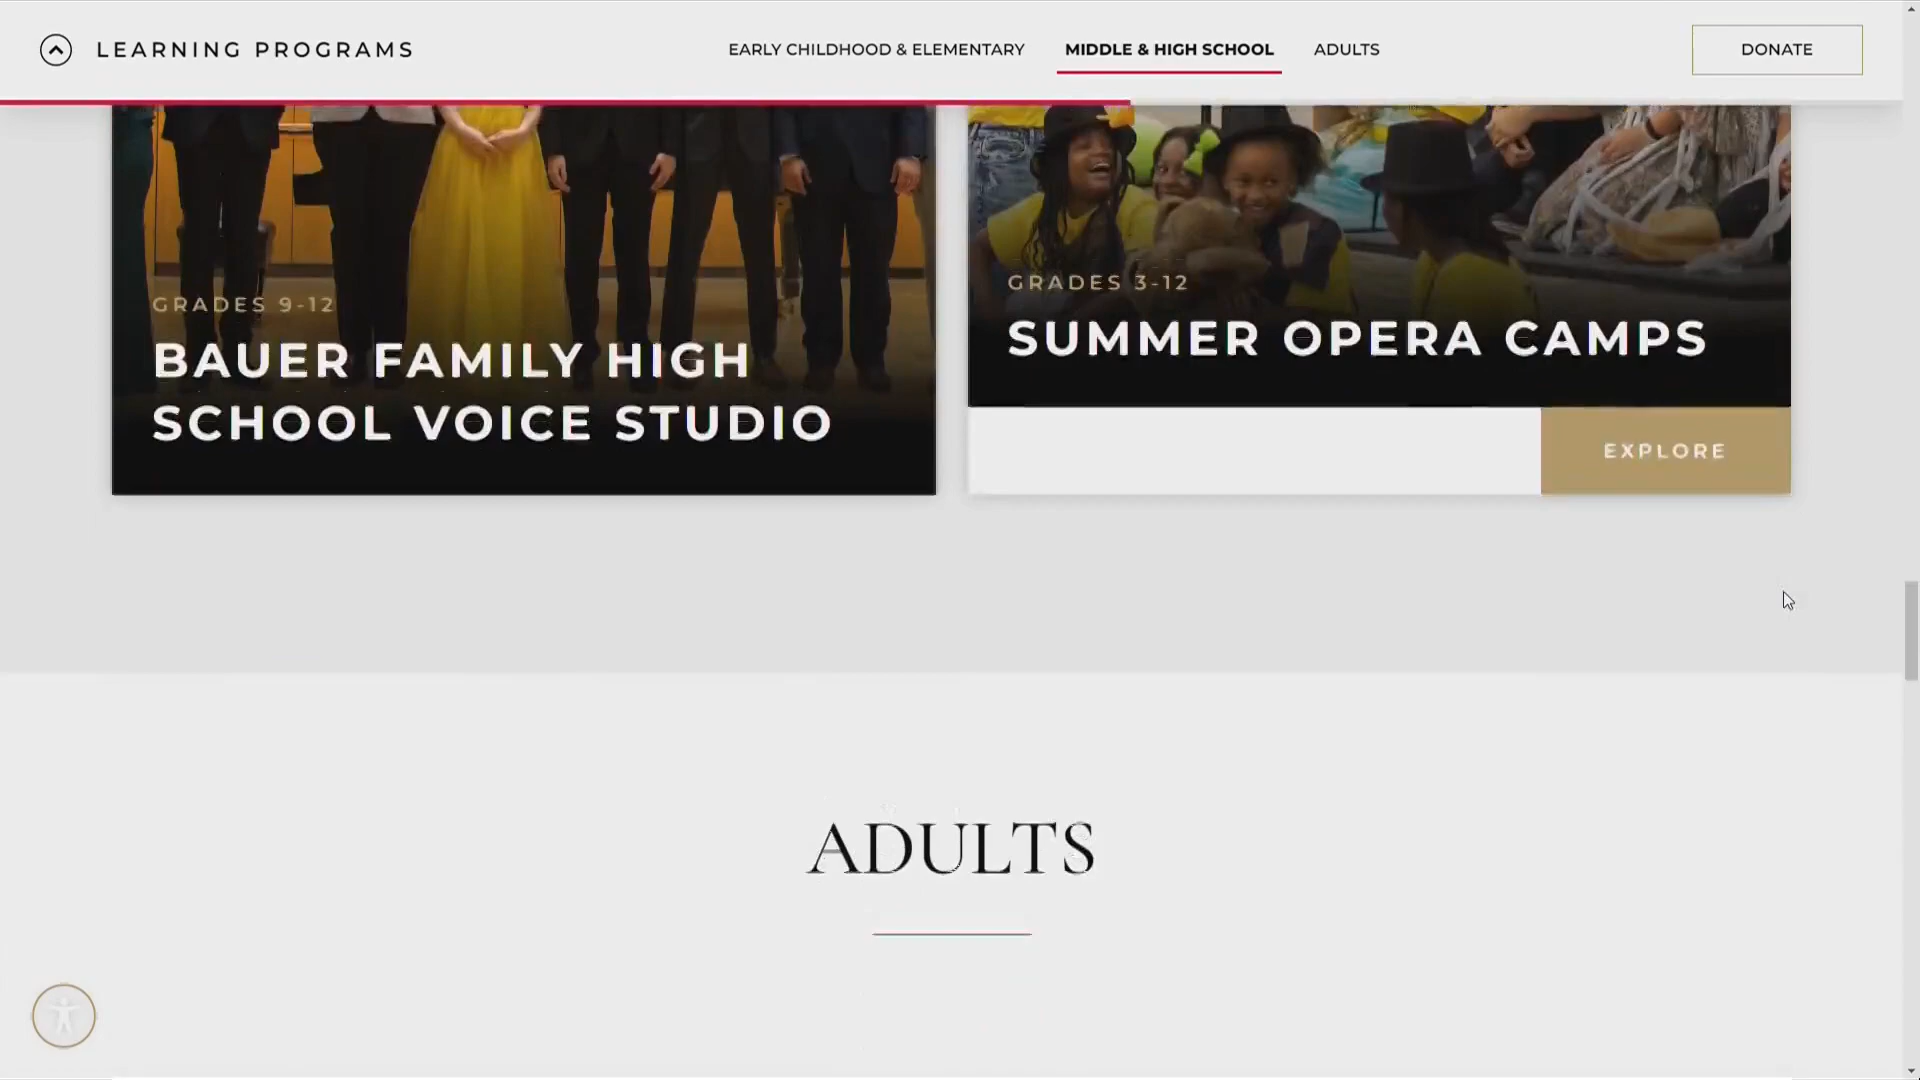 LEARNING PROGRAMS
EARLY CHILDHOOD & ELEMENTARY
MIDDLE & HIGH SCHOOL
ADULTS
DONATE
GRADES 9-12
BAUER FAMILY HIGH
SCHOOL VOICE STUDIO
GRADES 3-12
SUMMER OPERA CAMPS
EXPLORE
ADULTS